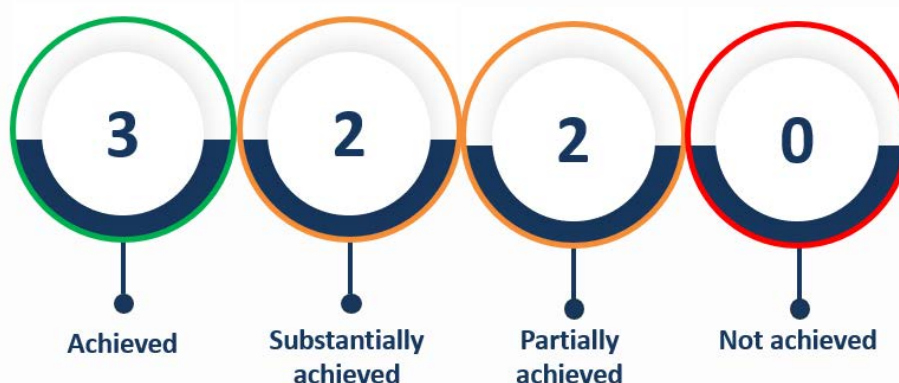 3
2
2
0
Achieved
Substantially
achieved
Partially
achieved
Not achieved